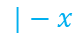 | − x